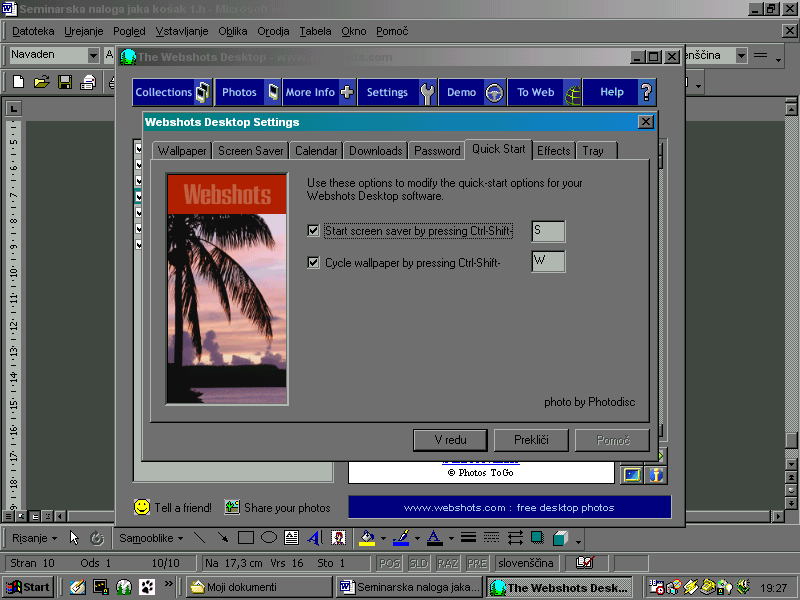 Seminarska naloga jaka košak 1.h - Microsoft
Datoteka Urejanje Pogled Vstavljanje Oblika Orodja Tabela Okno Pomoč
Navaden
The Webshots Desktop - www.webshots.com
Collections Photos More Info Settings Demo To Web Help
Webshots Desktop Settings
Wallpaper Screen Saver Calendar Downloads Password Quick Start Effects Tray
Webshots
Use these options to modify the quick-start options for your
Webshots Desktop software.
Start screen saver by pressing Ctrl-Shift- S
Cycle wallpaper by pressing Ctrl-Shift- W
photo by Photodisc
V redu Prekliči Pomoč
© Photos ToGo
Tell a friend! Share your photos www.webshots.com : free desktop photos
Risanje Samooblike
Stran 10 Ods 1 10/10 Na 17,3 cm Vrs 16 Sto 1 POS SLD RAZ PRE slovenščina
Start Moji dokumenti Seminarska naloga jaka... The Webshots Desk... 19:27